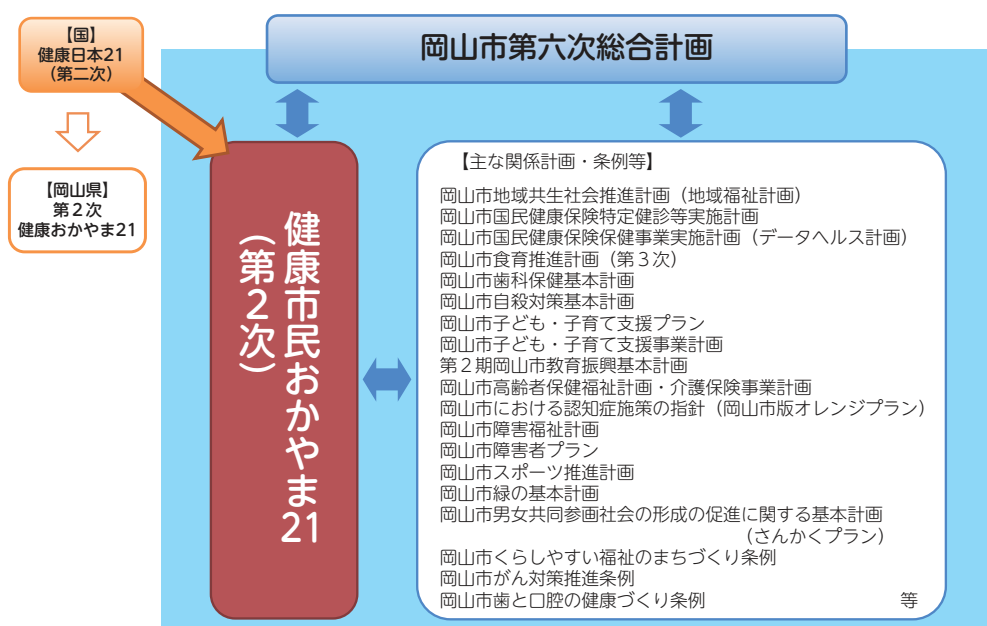 【国】
健康日本21
（第二次）
岡山市第六次総合計画
【岡山県】
第２次
健康おかやま21
健康市民おかやま21
（第２次）
【主な関係計画・条例等】
岡山市地域共生社会推進計画（地域福祉計画）
岡山市国民健康保険特定健診等実施計画
岡山市国民健康保険保健事業実施計画（データヘルス計画）
岡山市食育推進計画（第３次）
岡山市歯科保健基本計画
岡山市自殺対策基本計画
岡山市子ども・子育て支援プラン
岡山市子ども・子育て支援事業計画
第２期岡山市教育振興基本計画
岡山市高齢者保健福祉計画・介護保険事業計画
岡山市における認知症施策の指針（岡山市版オレンジプラン）
岡山市障害福祉計画
岡山市障害者プラン
岡山市スポーツ推進計画
岡山市緑の基本計画
岡山市男女共同参画社会の形成の促進に関する基本計画
（さんかくプラン）
岡山市くらしやすい福祉のまちづくり条例
岡山市がん対策推進条例
岡山市歯と口腔の健康づくり条例　等